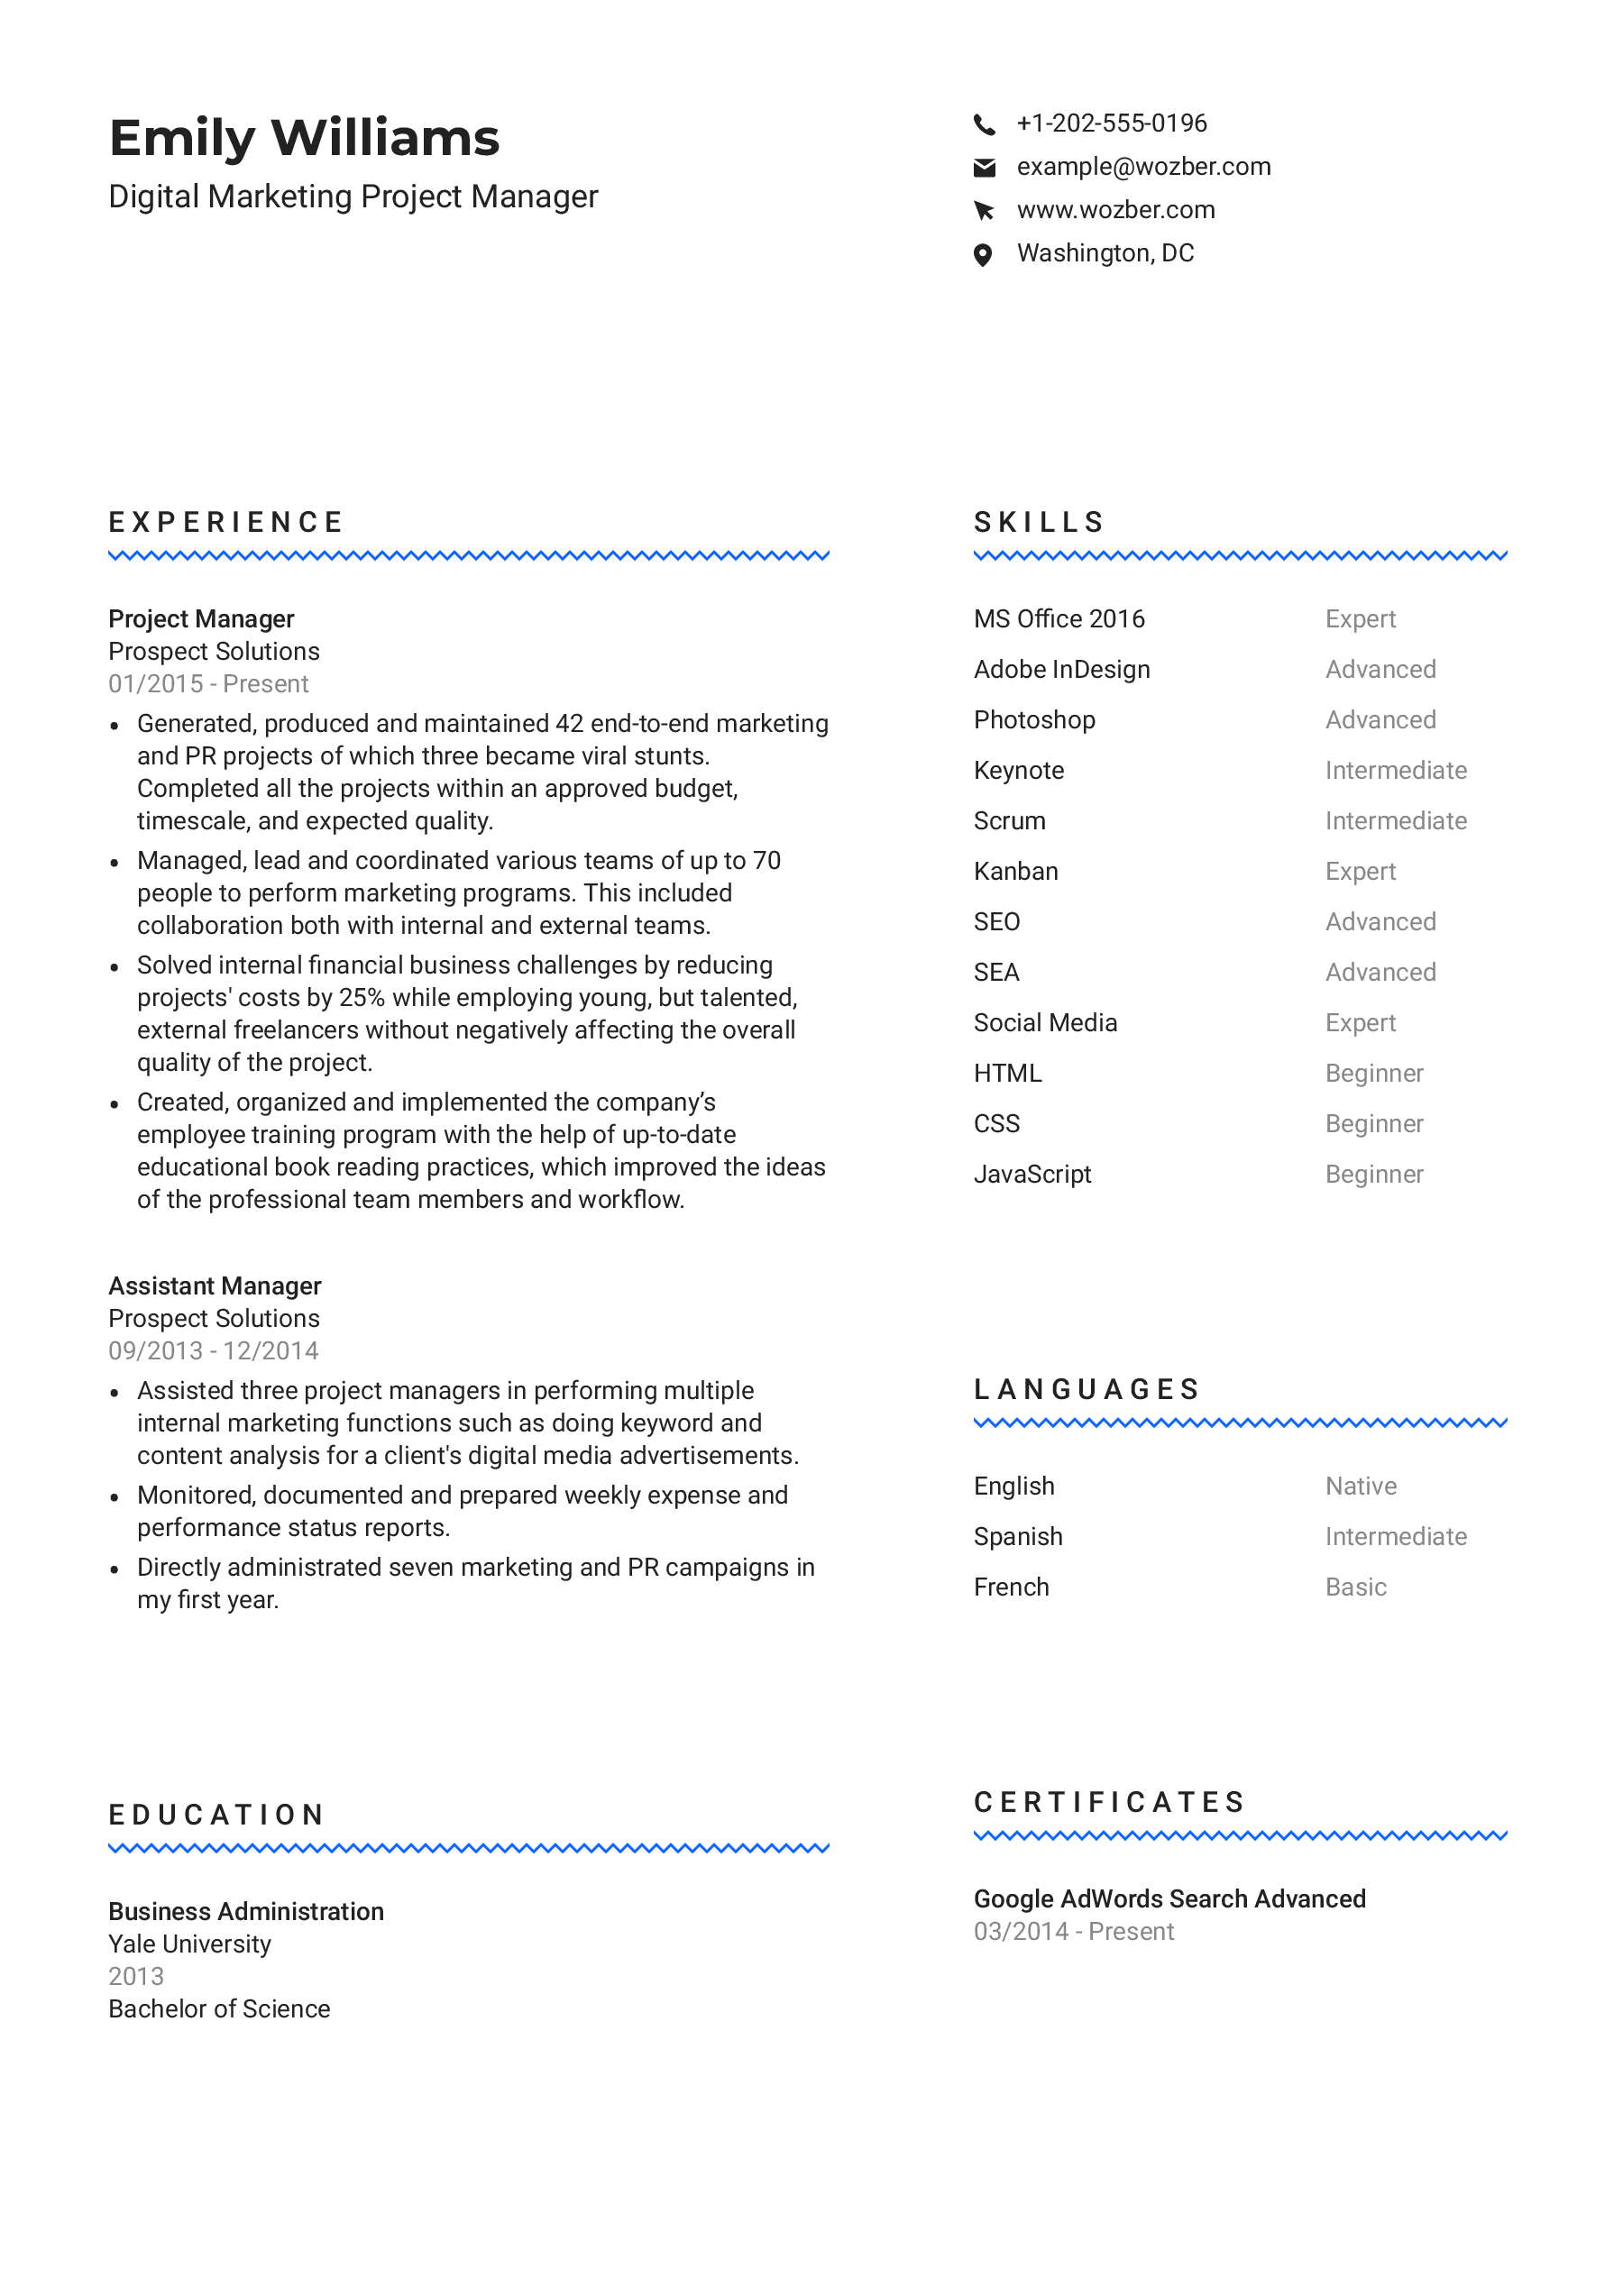 Emily Williams
Digital Marketing Project Manager
+1-202-555-0196
example@wozber.com
www.wozber.com
Washington, DC
EXPERIENCE
Project Manager
Prospect Solutions
01/2015 - Present
• Generated, produced and maintained 42 end-to-end marketing
and PR projects of which three became viral stunts.
Completed all the projects within an approved budget,
timescale, and expected quality.
• Managed, lead and coordinated various teams of up to 70
people to perform marketing programs. This included
collaboration both with internal and external teams.
• Solved internal financial business challenges by reducing
projects' costs by 25% while employing young, but talented,
external freelancers without negatively affecting the overall
quality of the project.
• Created, organized and implemented the company’s
employee training program with the help of up-to-date
educational book reading practices, which improved the ideas
of the professional team members and workflow.
Assistant Manager
Prospect Solutions
09/2013 - 12/2014
• Assisted three project managers in performing multiple
internal marketing functions such as doing keyword and
content analysis for a client's digital media advertisements.
• Monitored, documented and prepared weekly expense and
performance status reports.
• Directly administrated seven marketing and PR campaigns in
my first year.
EDUCATION
Business Administration
Yale University
2013
Bachelor of Science
SKILLS
MS Office 2016 Expert
Adobe InDesign Advanced
Photoshop Advanced
Keynote Intermediate
Scrum Intermediate
Kanban Expert
SEO Advanced
SEA Advanced
Social Media Expert
HTML Beginner
CSS Beginner
JavaScript Beginner
LANGUAGES
English Native
Spanish Intermediate
French Basic
CERTIFICATES
Google AdWords Search Advanced
03/2014 - Present